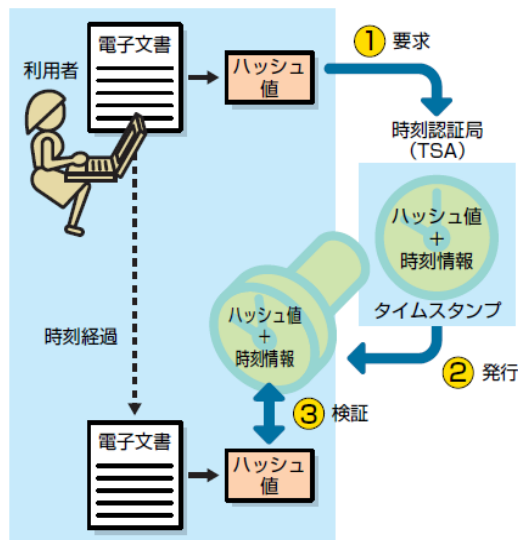 電子文書
利用者
ハッシュ
値
① 要求
時刻認証局
(TSA)
ハッシュ値
+
時刻情報
タイムスタンプ
ハッシュ値
+
時刻情報
② 発行
時刻経過
③ 検証
電子文書
ハッシュ
値